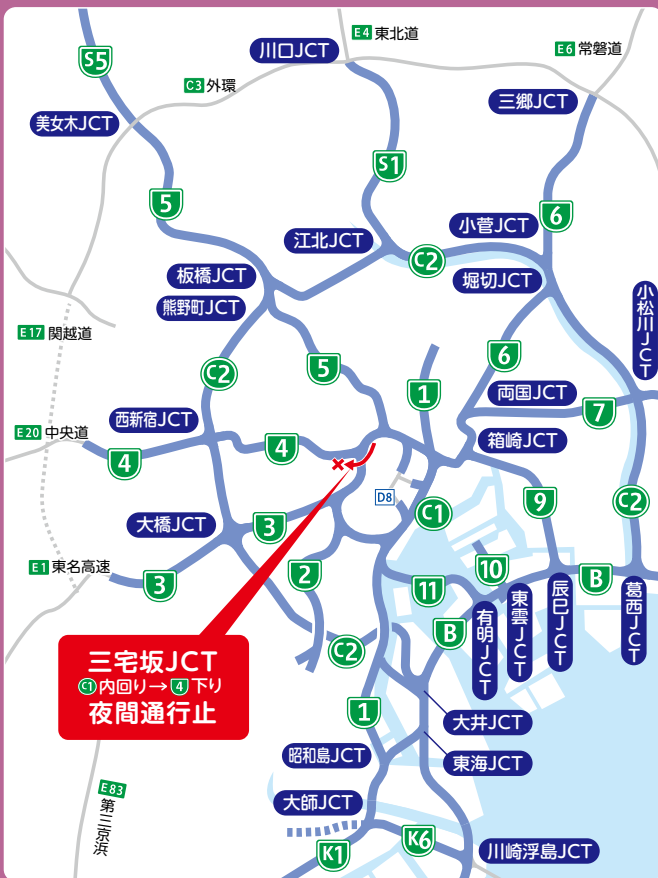 E4 東北道
川口JCT
E6 常磐道
S5
C3 外環
三郷JCT
美女木JCT
S1
5
6
小菅JCT
江北JCT
C2
板橋JCT
堀切JCT
熊野町JCT
小松川JCT
E17 関越道
6
5
C2
1
両国JCT
7
西新宿JCT
E20 中央道
4
4
箱崎JCT
D8
9
C2
C1
大橋JCT
3
E1 東名高速
3
2
11
10
B
有明JCT
東雲JCT
辰巳JCT
葛西JCT
B
C2
三宅坂JCT
C1内回り→4下り
夜間通行止
1
大井JCT
昭和島JCT
東海JCT
E83
第三京浜
大師JCT
K1
K6
川崎浮島JCT